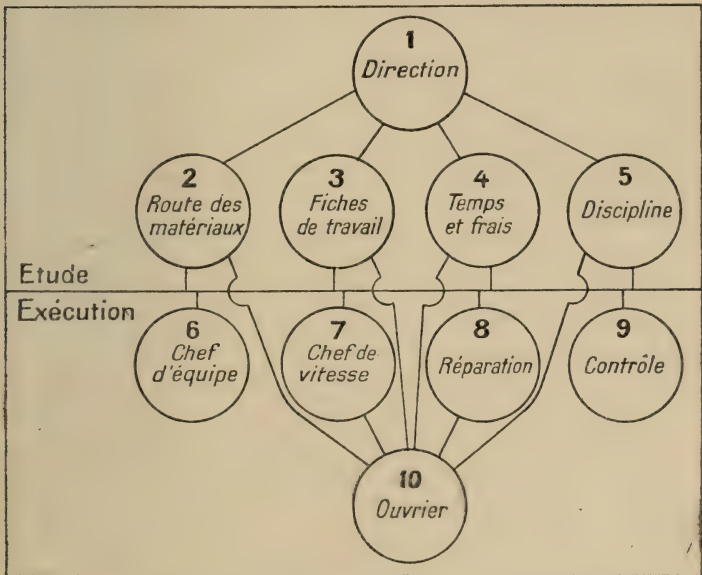 1
Direction
2
Route des
matériaux
3
Fiches
de travail
4
Temps
et frais
5
Discipline
Etude
Exécution
6
Chef
d'équipe
7
Chef de
vitesse
8
Réparation
9
Contrôle
10
Ouvrier